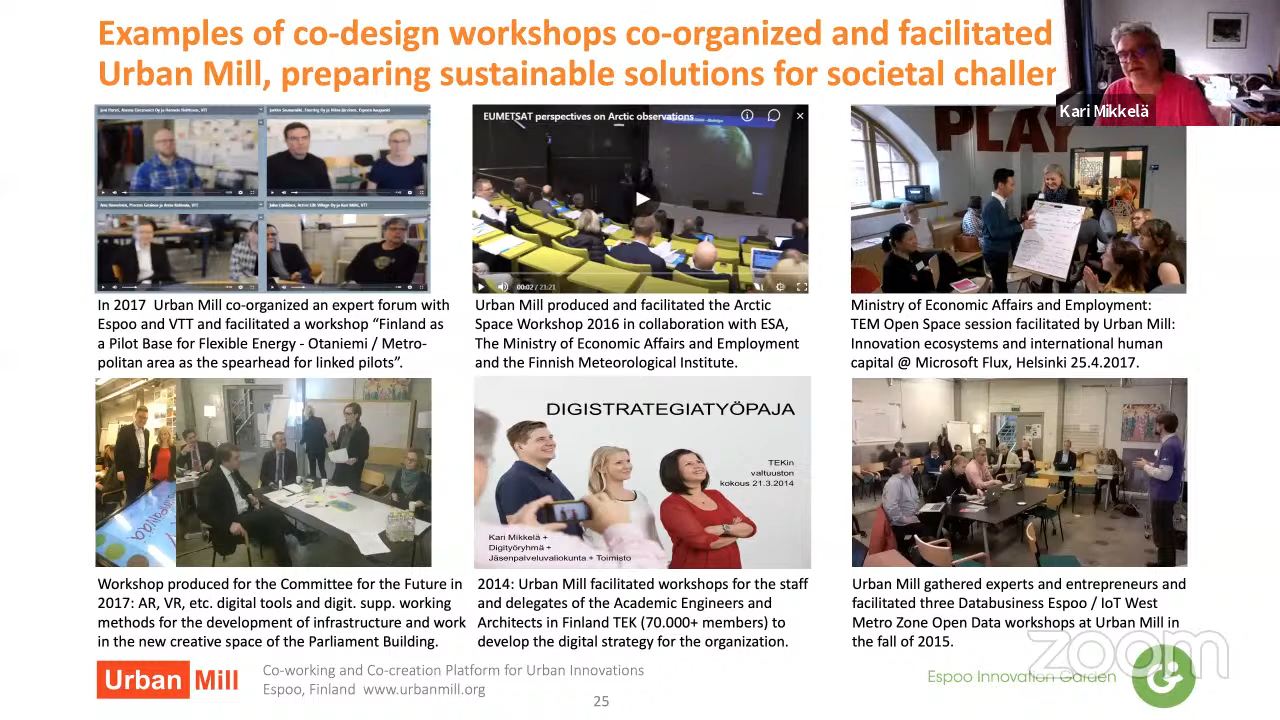 Examples of co-design workshops co-organized and facilitated
Urban Mill, preparing sustainable solutions for societal challen
Kari Mikkelä
EUMETSAT perspectives on Arctic observations
00:02 / 21:21
PLAY
In 2017 Urban Mill co-organized an expert forum with
Espoo and VTT and facilitated a workshop “Finland as
a Pilot Base for Flexible Energy - Otaniemi / Metro-
politan area as the spearhead for linked pilots”.
Urban Mill produced and facilitated the Arctic
Space Workshop 2016 in collaboration with ESA,
The Ministry of Economic Affairs and Employment
and the Finnish Meteorological Institute.
Ministry of Economic Affairs and Employment:
TEM Open Space session facilitated by Urban Mill:
Innovation ecosystems and international human
capital @ Microsoft Flux, Helsinki 25.4.2017.
DIGISTRATEGIATYÖPAJA
TEKin
valtuuston
kokous 21.3.2014
Kari Mikkelä +
Digityöryhmä +
Jäsenpalveluvaliokunta + Toimisto
Workshop produced for the Committee for the Future in
2017: AR, VR, etc. digital tools and digit. supp. working
methods for the development of infrastructure and work
in the new creative space of the Parliament Building.
2014: Urban Mill facilitated workshops for the staff
and delegates of the Academic Engineers and
Architects in Finland TEK (70.000+ members) to
develop the digital strategy for the organization.
Urban Mill gathered experts and entrepreneurs and
facilitated three Databusiness Espoo / IoT West
Metro Zone Open Data workshops at Urban Mill in
the fall of 2015.
Urban Mill
Co-working and Co-creation Platform for Urban Innovations
Espoo, Finland www.urbanmill.org
25
Espoo Innovation Garden
zoom